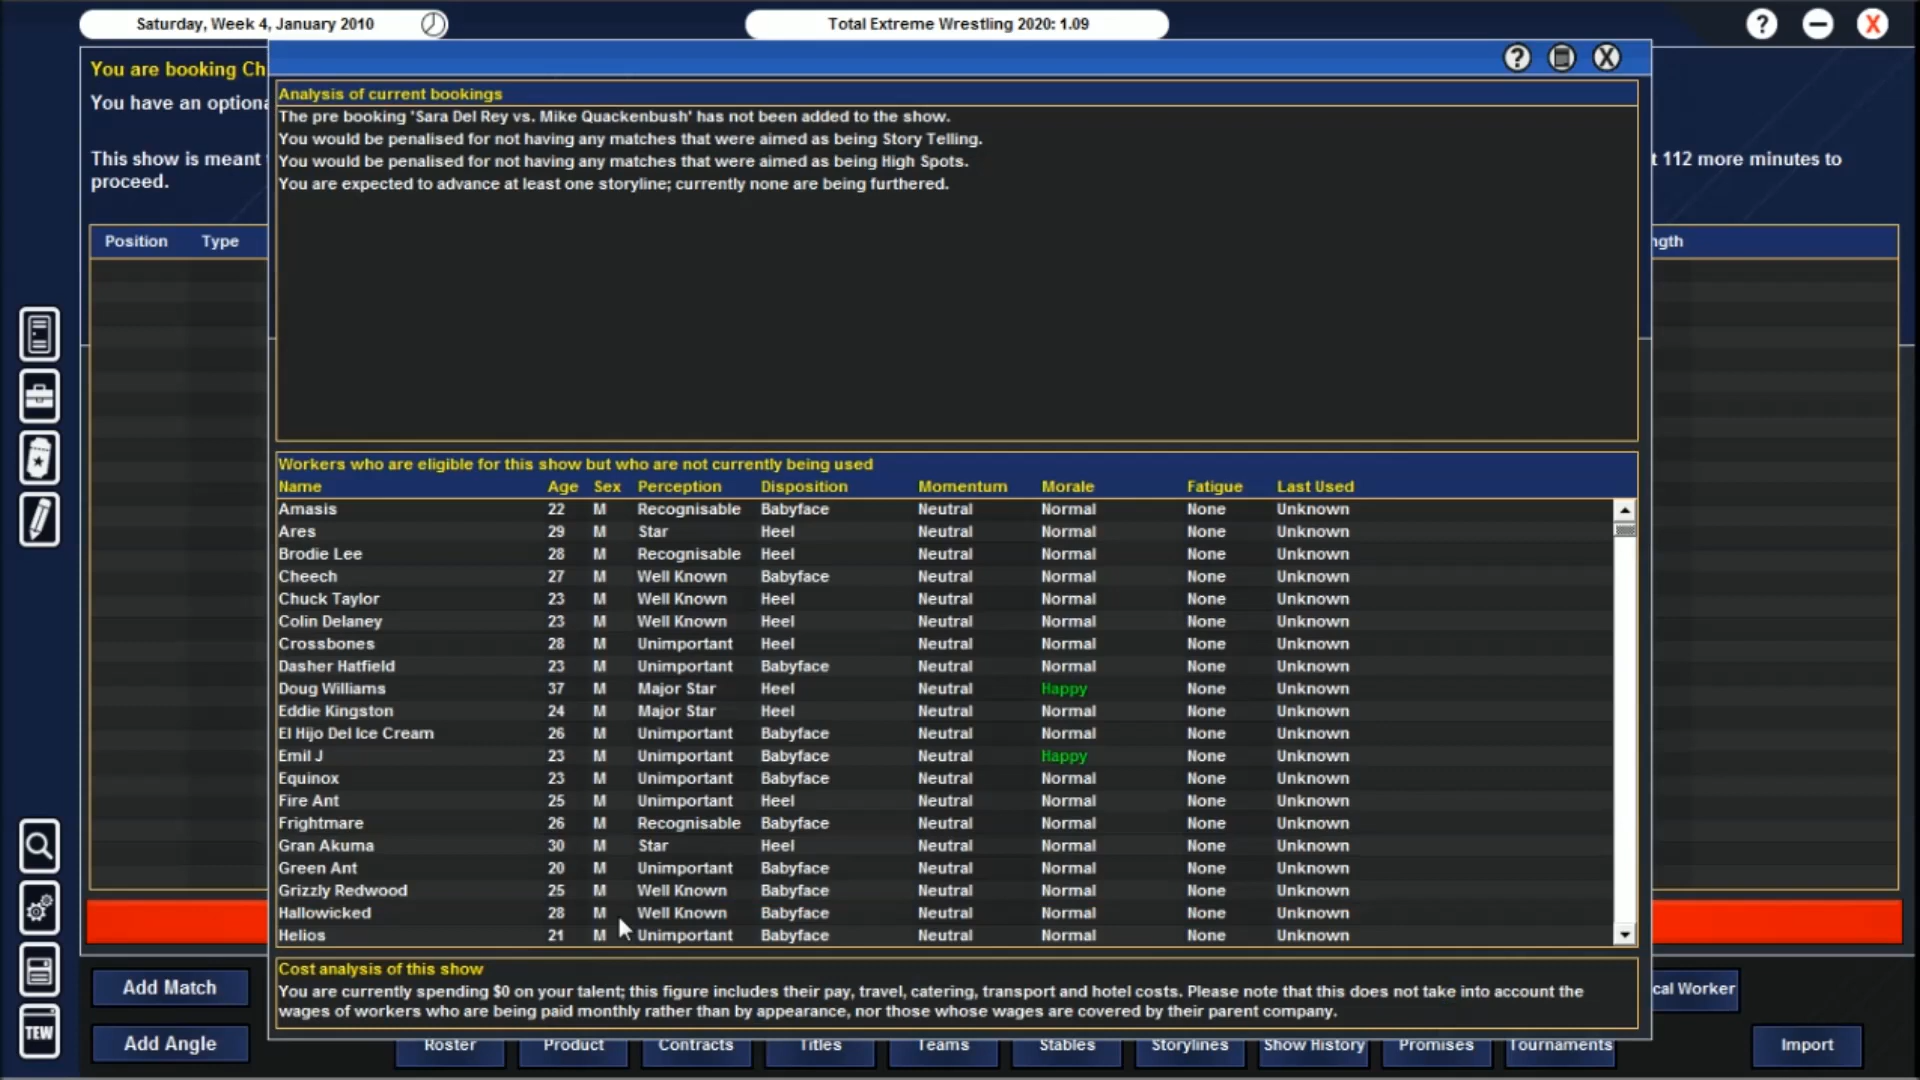 Saturday, Week 4, January 2010
Total Extreme Wrestling 2020: 1.09
? X
? X
You are booking Ch
You have an optiona
This show is meant
t 112 more minutes to
proceed.
Analysis of current bookings
The pre booking 'Sara Del Rey vs. Mike Quackenbush' has not been added to the show.
You would be penalised for not having any matches that were aimed as being Story Telling.
You would be penalised for not having any matches that were aimed as being High Spots.
You are expected to advance at least one storyline; currently none are being furthered.
Position Type ngth
Workers who are eligible for this show but who are not currently being used
Name Age Sex Perception Disposition Momentum Morale Fatigue Last Used
Amasis 22 M Recognisable Babyface Neutral Normal None Unknown
Ares 29 M Star Heel Neutral Normal None Unknown
Brodie Lee 28 M Recognisable Heel Neutral Normal None Unknown
Cheech 27 M Well Known Babyface Neutral Normal None Unknown
Chuck Taylor 23 M Well Known Heel Neutral Normal None Unknown
Colin Delaney 23 M Well Known Heel Neutral Normal None Unknown
Crossbones 28 M Unimportant Heel Neutral Normal None Unknown
Dasher Hatfield 23 M Unimportant Babyface Neutral Normal None Unknown
Doug Williams 37 M Major Star Heel Neutral Happy None Unknown
Eddie Kingston 24 M Major Star Heel Neutral Normal None Unknown
El Hijo Del Ice Cream 26 M Unimportant Babyface Neutral Normal None Unknown
Emil J 23 M Unimportant Babyface Neutral Happy None Unknown
Equinox 23 M Unimportant Babyface Neutral Normal None Unknown
Fire Ant 25 M Unimportant Heel Neutral Normal None Unknown
Frightmare 26 M Recognisable Babyface Neutral Normal None Unknown
Gran Akuma 30 M Star Heel Neutral Normal None Unknown
Green Ant 20 M Unimportant Babyface Neutral Normal None Unknown
Grizzly Redwood 25 M Well Known Babyface Neutral Normal None Unknown
Hallowicked 28 M Well Known Babyface Neutral Normal None Unknown
Helios 21 M Unimportant Babyface Neutral Normal None Unknown
Cost analysis of this show
You are currently spending $0 on your talent; this figure includes their pay, travel, catering, transport and hotel costs. Please note that this does not take into account the
wages of workers who are being paid monthly rather than by appearance, nor those whose wages are covered by their parent company.
Add Match
cal Worker
TEW
Add Angle
Roster Product Contracts Titles Teams Stables Storylines Show History Promises Tournaments Import